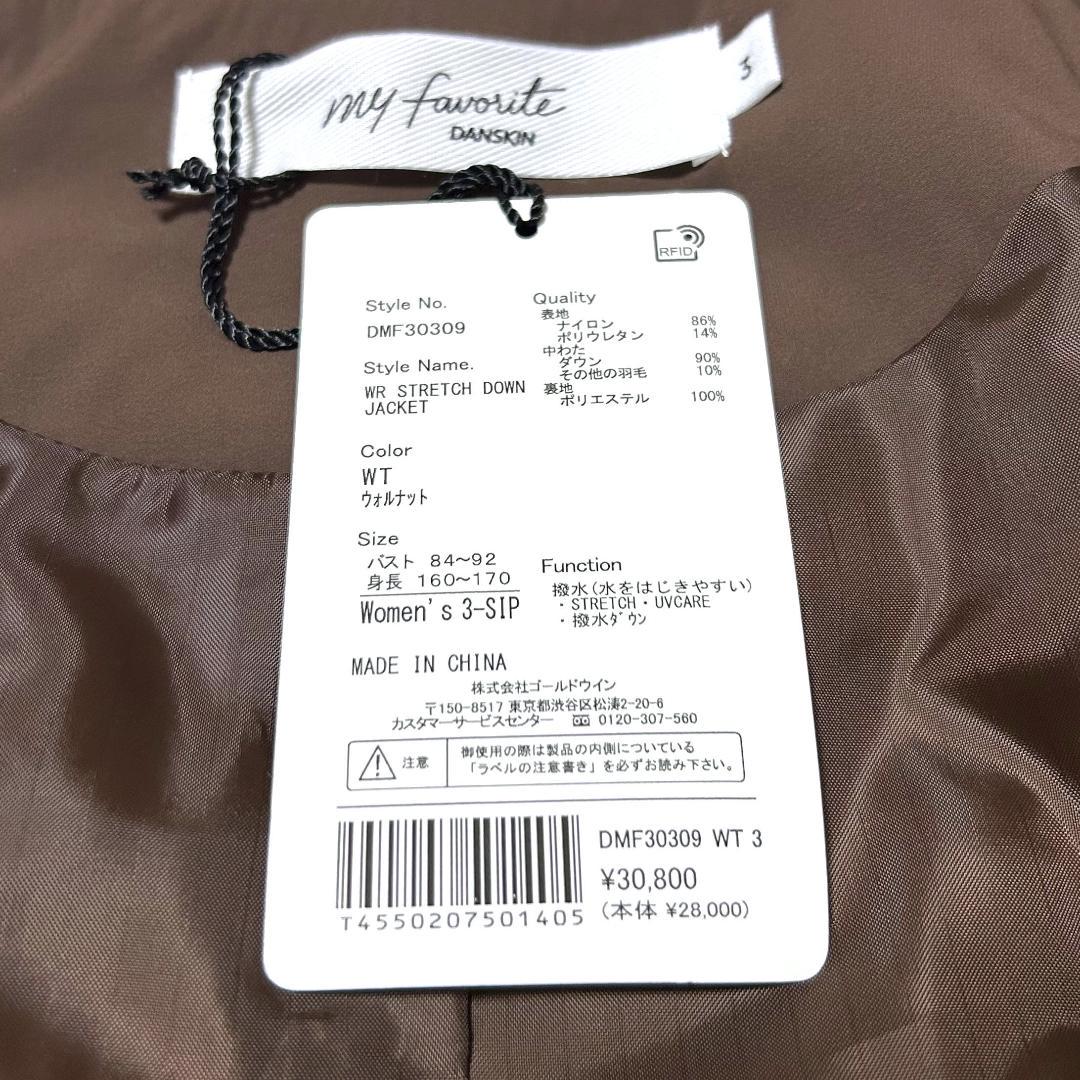 my favorite
DANSKIN
3
RFID
Style No.
DMF30309
Style Name.
WR STRETCH DOWN
JACKET
Color
WT
ウォルナット
Size
バスト 84〜92
身長 160〜170
Women's 3-SIP
Quality
表地
ナイロン 86%
ポリウレタン 14%
中わた
ダウン 90%
その他の羽毛 10%
裏地
ポリエステル 100%
Function
撥水(水をはじきやすい)
・STRETCH・UVCARE
・撥水ダウン
MADE IN CHINA
株式会社ゴールドウイン
〒150-8517 東京都渋谷区松涛2-20-6
カスタマーサービスセンター 0120-307-560
注意
御使用の際は製品の内側についている
「ラベルの注意書き」を必ずお読み下さい。
DMF30309 WT 3
¥30,800
(本体 ¥28,000)
T4550207501405